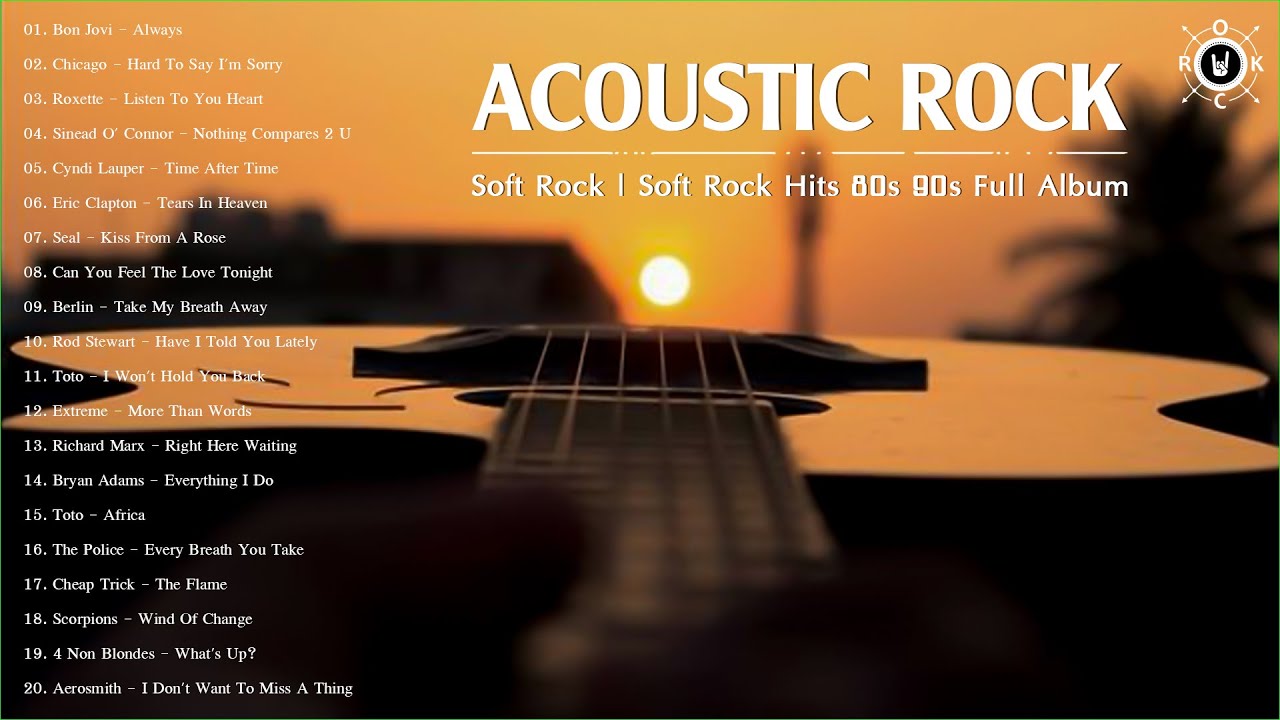 01. Bon Jovi – Always
02. Chicago – Hard To Say I'm Sorry
03. Roxette – Listen To You Heart
04. Sinead O' Connor – Nothing Compares 2 U
05. Cyndi Lauper – Time After Time
06. Eric Clapton – Tears In Heaven
07. Seal – Kiss From A Rose
08. Can You Feel The Love Tonight
09. Berlin – Take My Breath Away
10. Rod Stewart – Have I Told You Lately
11. Toto – I Won't Hold You Back
12. Extreme – More Than Words
13. Richard Marx – Right Here Waiting
14. Bryan Adams – Everything I Do
15. Toto – Africa
16. The Police – Every Breath You Take
17. Cheap Trick – The Flame
18. Scorpions – Wind Of Change
19. 4 Non Blondes – What's Up?
20. Aerosmith – I Don't Want To Miss A Thing
ACOUSTIC ROCK
Soft Rock | Soft Rock Hits 80s 90s Full Album
ROCK